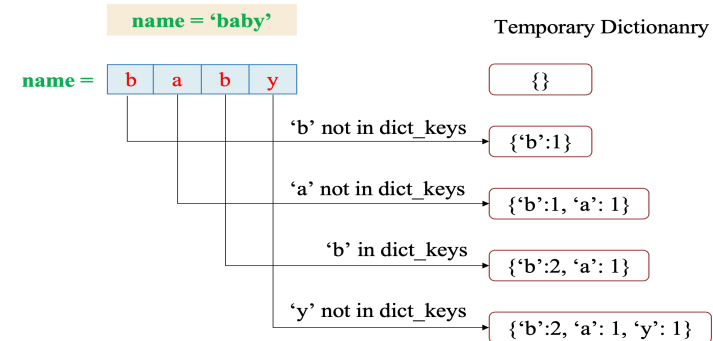 name = ‘baby’
Temporary Dictionanry
name = b a b y
{}
‘b’ not in dict_keys
{‘b’:1}
‘a’ not in dict_keys
{‘b’:1, ‘a’: 1}
‘b’ in dict_keys
{‘b’:2, ‘a’: 1}
‘y’ not in dict_keys
{‘b’:2, ‘a’: 1, ‘y’: 1}